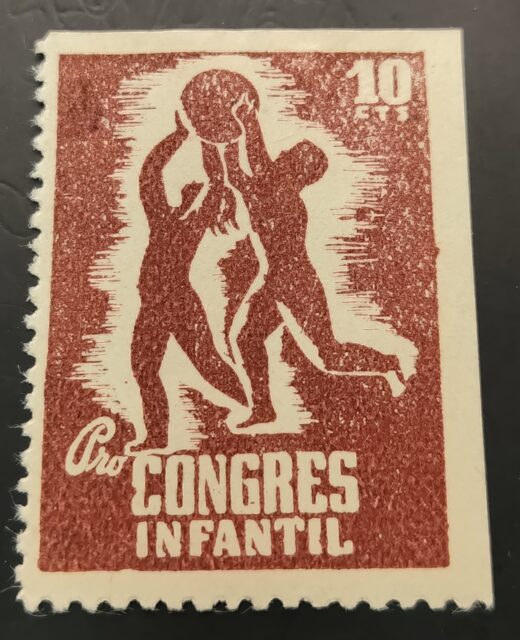 10
CTS
Pro
CONGRES
INFANTIL